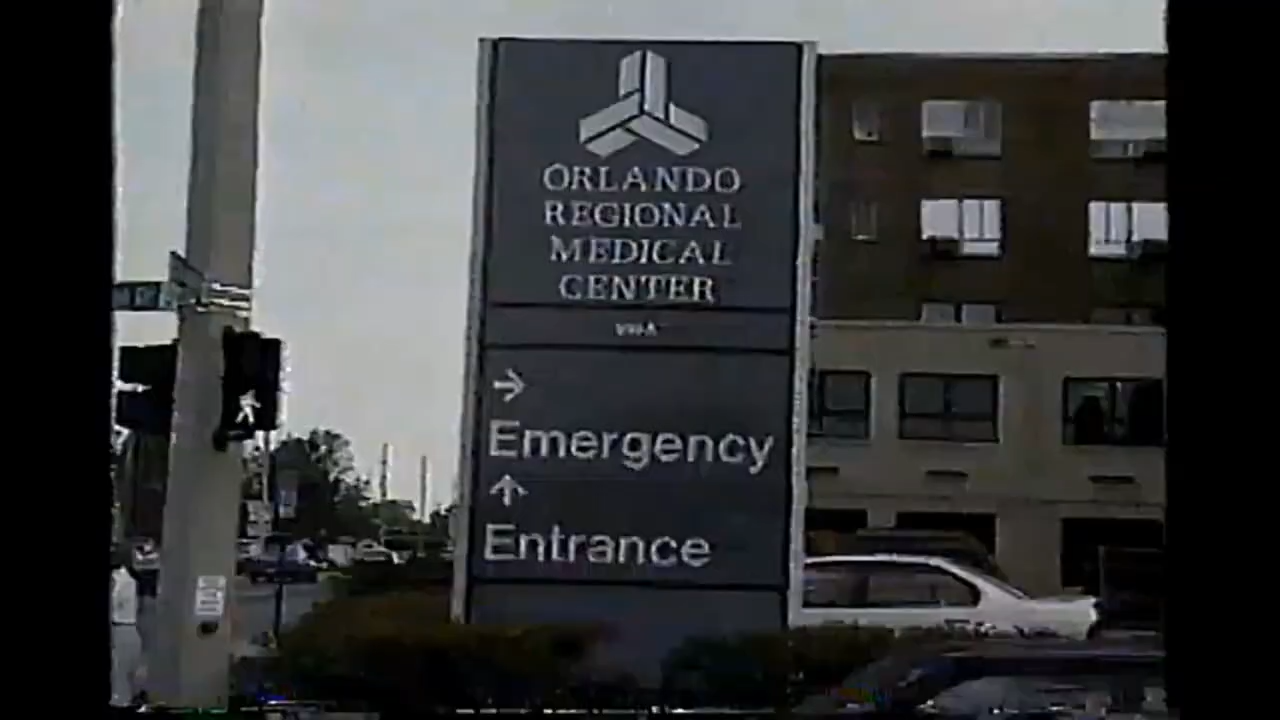 ORLANDO
REGIONAL
MEDICAL
CENTER
→
Emergency
↑
Entrance